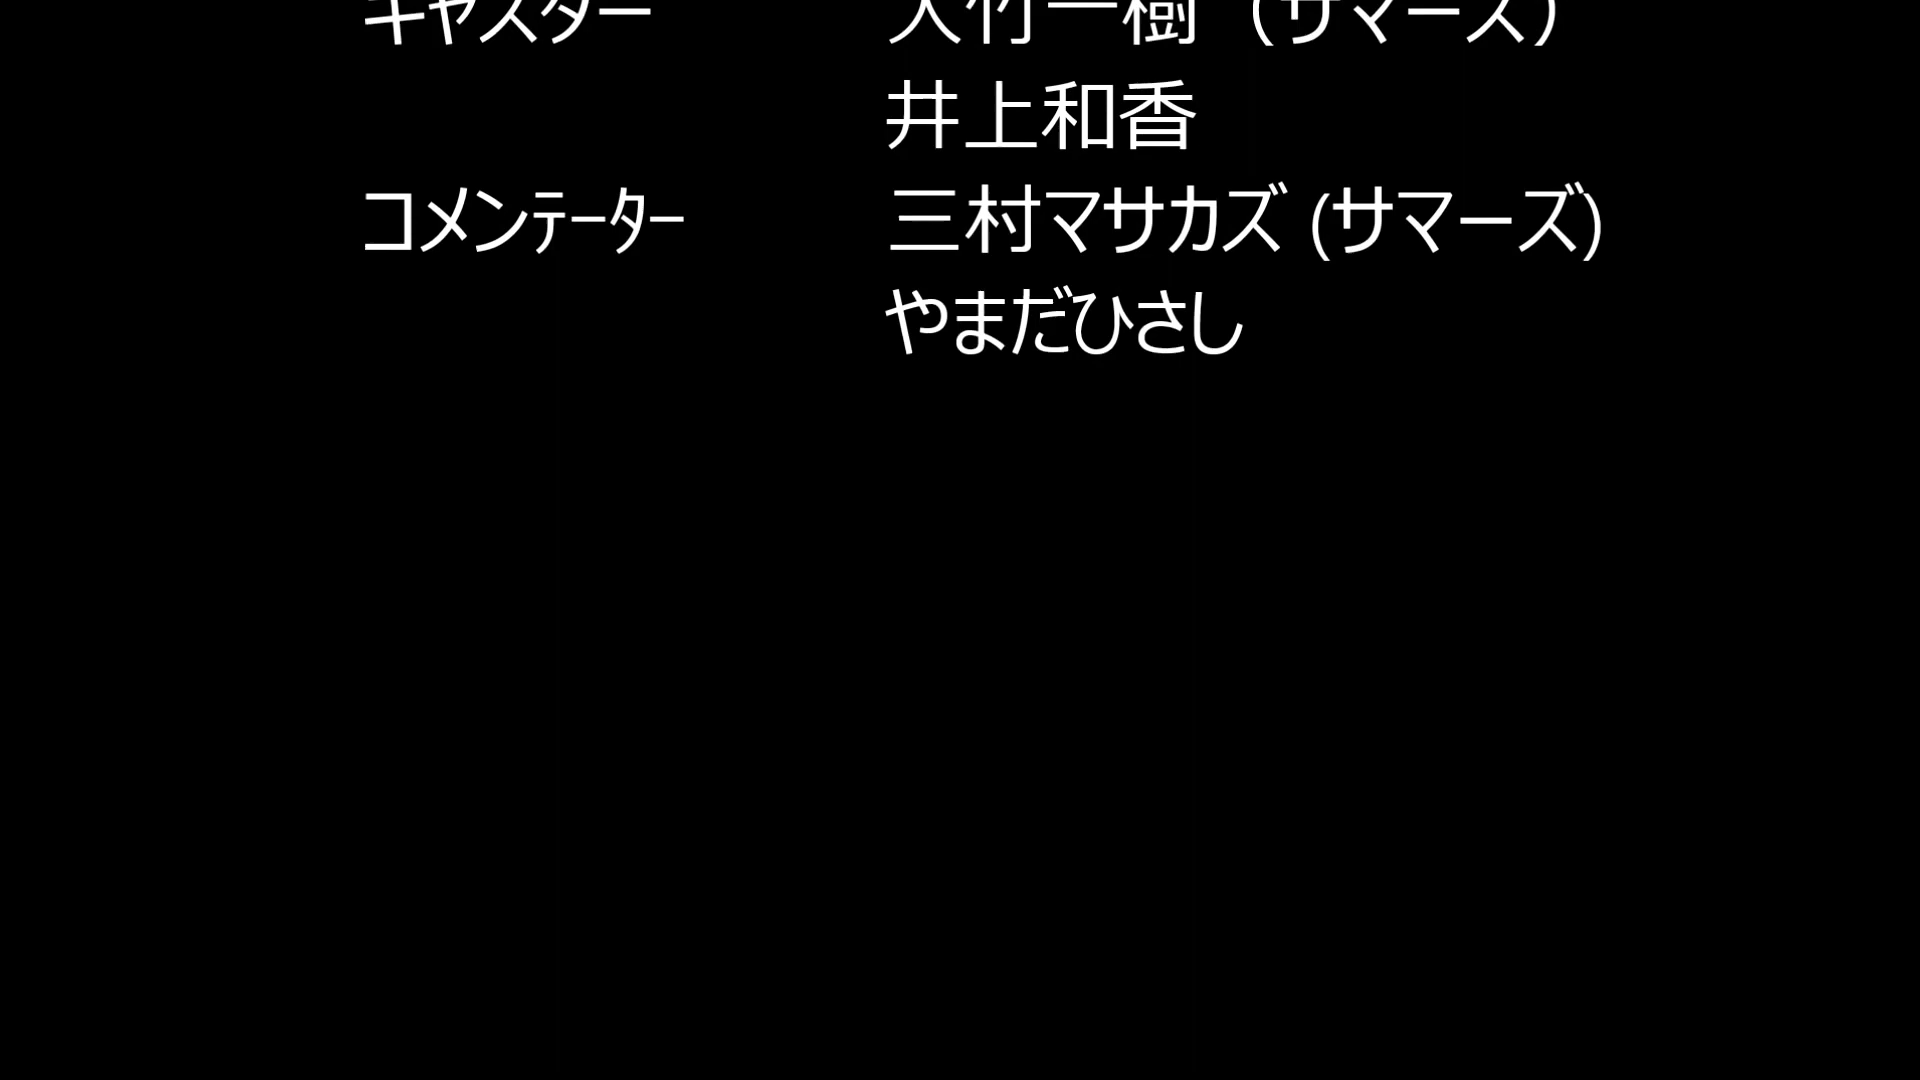 キャスター 大竹一樹 （サマーズ）
井上和香
コメンテーター 三村マサカズ (サマーズ)
やまだひさし